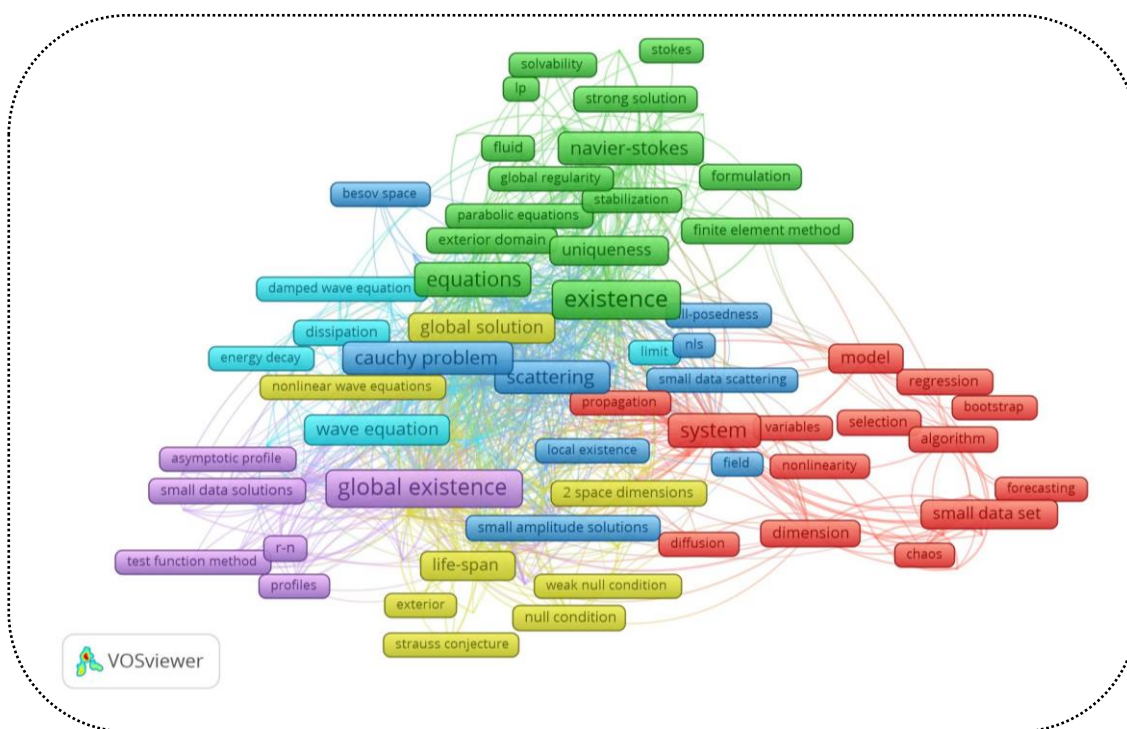 stokes
solvability
lp
strong solution
fluid
navier-stokes
global regularity
formulation
besov space
stabilization
parabolic equations
exterior domain
uniqueness
finite element method
equations
damped wave equation
existence
ill-posedness
global solution
dissipation
energy decay
cauchy problem
limit
nls
model
nonlinear wave equations
scattering
small data scattering
regression
propagation
bootstrap
wave equation
system
variables
selection
algorithm
local existence
asymptotic profile
field
nonlinearity
small data solutions
global existence
2 space dimensions
forecasting
small data set
small amplitude solutions
dimension
diffusion
chaos
r-n
test function method
life-span
profiles
weak null condition
exterior
null condition
strauss conjecture
VOSviewer